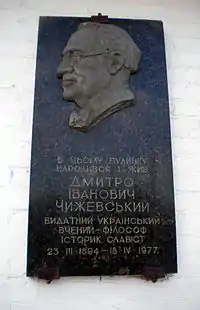 В ЦЬОМУ БУДИНКУ
НАРОДИВСЯ І ЖИВ
ДМИТРО
ІВАНОВИЧ
ЧИЖЕВСЬКИЙ
ВИДАТНИЙ УКРАЇНСЬКИЙ
ВЧЕНИЙ-ФІЛОСОФ
ІСТОРИК, СЛАВІСТ
23 III 1894 – 18 IV 1977